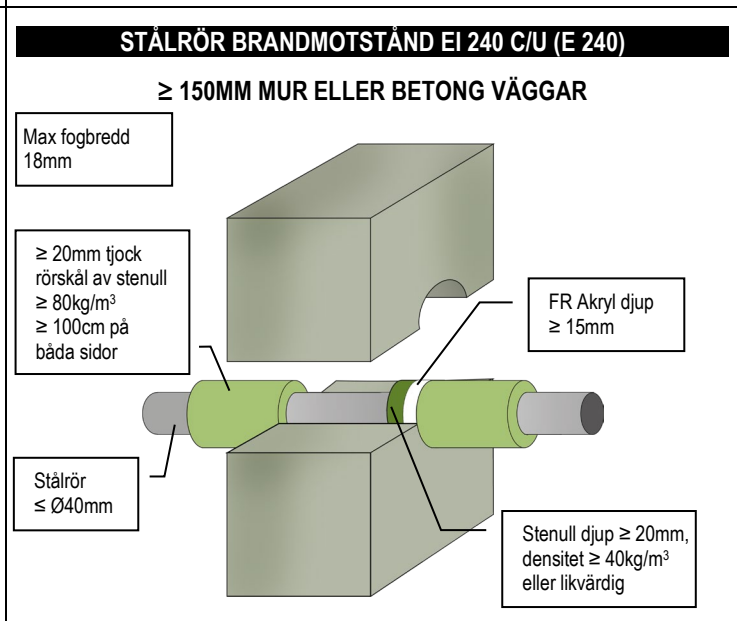 STÅLRÖR BRANDMOTSTÅND EI 240 C/U (E 240)
≥ 150MM MUR ELLER BETONG VÄGGAR
Max fogbredd
18mm
≥ 20mm tjock
rörskål av stenull
≥ 80kg/m³
≥ 100cm på
båda sidor
FR Akryl djup
≥ 15mm
Stålrör
≤ Ø40mm
Stenull djup ≥ 20mm,
densitet ≥ 40kg/m³
eller likvärdig